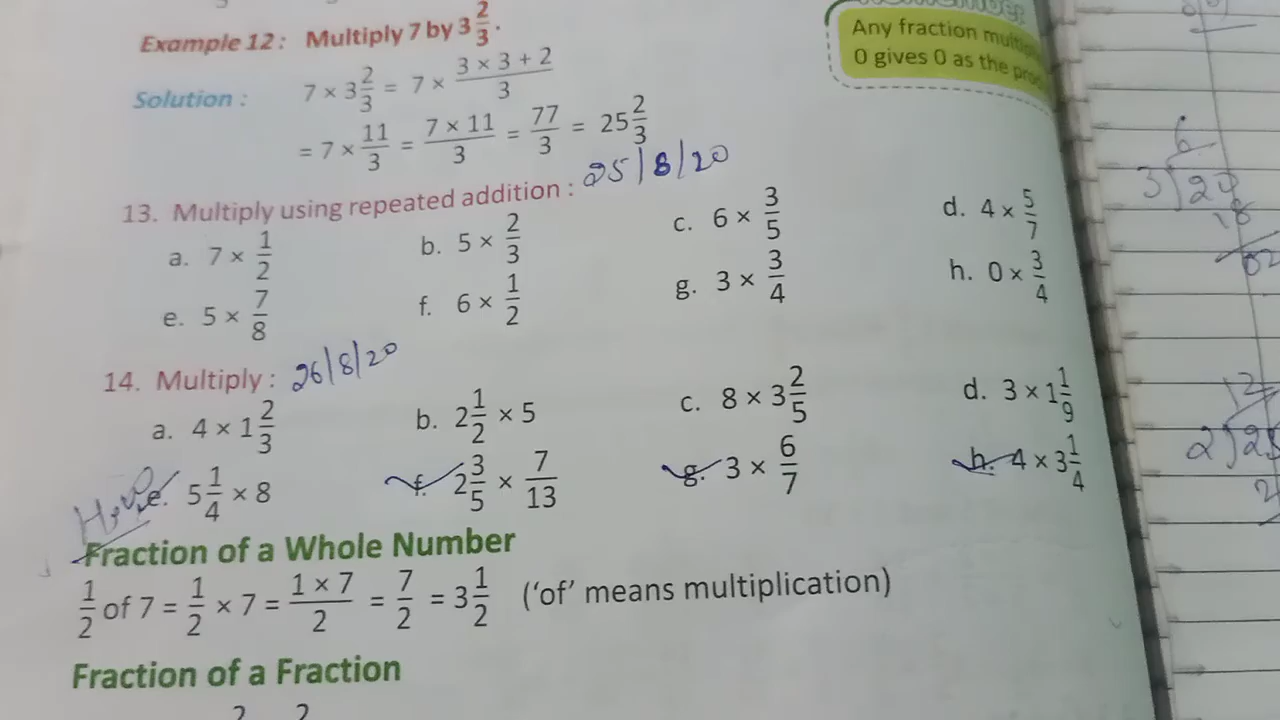 Example 12 : Multiply 7 by 3 2/3.
Any fraction
0 gives 0 as the
Solution : 7 × 3 2/3 = 7 × (3 × 3 + 2)/3
= 7 × 11/3 = (7 × 11)/3 = 77/3 = 25 2/3
13. Multiply using repeated addition : 25/8/20
a. 7 × 1/2 b. 5 × 2/3 c. 6 × 3/5 d. 4 × 5/7
e. 5 × 7/8 f. 6 × 1/2 g. 3 × 3/4 h. 0 × 3/4
14. Multiply : 26/8/20
a. 4 × 1 2/3 b. 2 1/2 × 5 c. 8 × 3 2/5 d. 3 × 1 1/9
e. 5 1/4 × 8 f. 2 3/5 × 7/13 g. 3 × 6/7 h. 4 × 3 1/4
Fraction of a Whole Number
1/2 of 7 = 1/2 × 7 = (1 × 7)/2 = 7/2 = 3 1/2 ('of' means multiplication)
Fraction of a Fraction
6
18
12